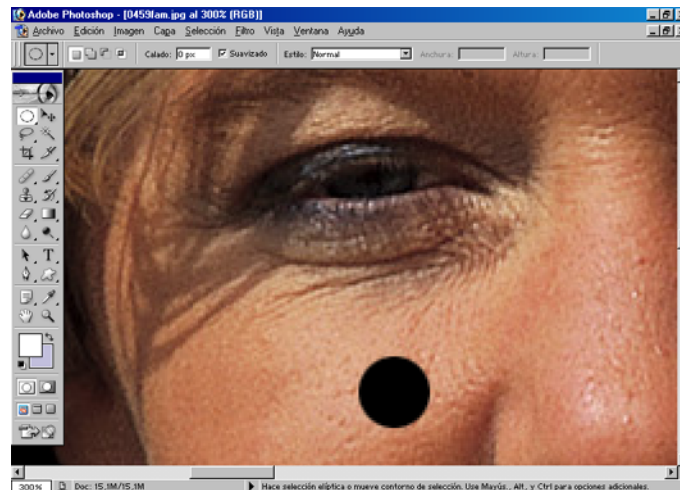 Adobe Photoshop - [0459lam.jpg al 300% (RGB)]
Archivo Edición Imagen Capa Selección Filtro Vista Ventana Ayuda
Calado: 0 px Suavizado Estilo: Normal Anchura: Altura:
T
300% Doc: 15,1M/15,1M Hace selección elíptica o mueve contorno de selección. Use Mayús., Alt., y Ctrl para opciones adicionales.